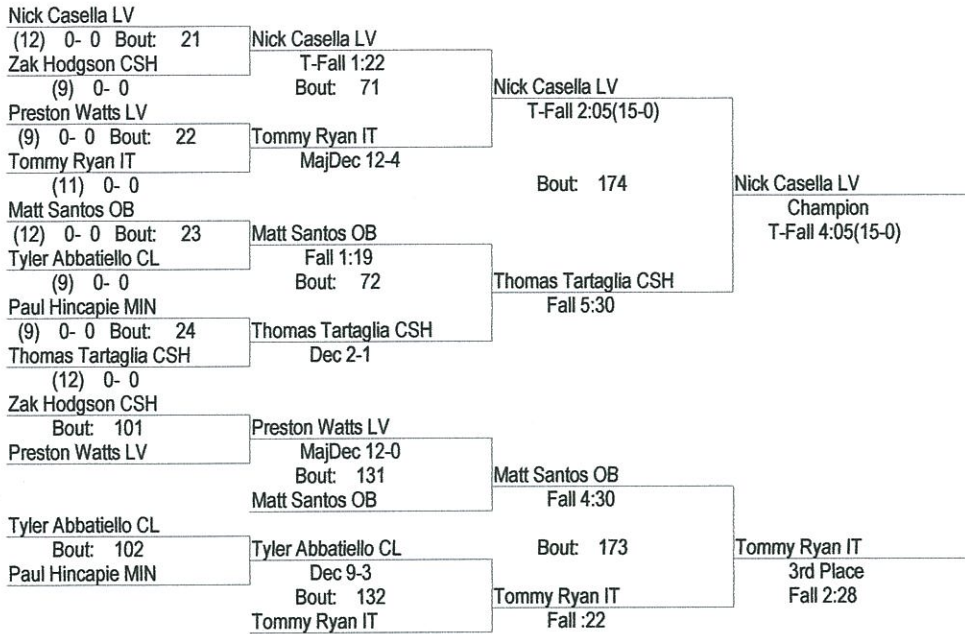 Nick Casella LV
(12) 0- 0 Bout: 21
Zak Hodgson CSH
(9) 0- 0
Preston Watts LV
(9) 0- 0 Bout: 22
Tommy Ryan IT
(11) 0- 0
Matt Santos OB
(12) 0- 0 Bout: 23
Tyler Abbatiello CL
(9) 0- 0
Paul Hincapie MIN
(9) 0- 0 Bout: 24
Thomas Tartaglia CSH
(12) 0- 0
Nick Casella LV
T-Fall 1:22
Bout: 71
Tommy Ryan IT
MajDec 12-4
Matt Santos OB
Fall 1:19
Bout: 72
Thomas Tartaglia CSH
Dec 2-1
Nick Casella LV
T-Fall 2:05(15-0)
Bout: 174
Thomas Tartaglia CSH
Fall 5:30
Nick Casella LV
Champion
T-Fall 4:05(15-0)
Zak Hodgson CSH
Bout: 101
Preston Watts LV
Tyler Abbatiello CL
Bout: 102
Paul Hincapie MIN
Preston Watts LV
MajDec 12-0
Bout: 131
Matt Santos OB
Tyler Abbatiello CL
Dec 9-3
Bout: 132
Tommy Ryan IT
Matt Santos OB
Fall 4:30
Bout: 173
Tommy Ryan IT
Fall :22
Tommy Ryan IT
3rd Place
Fall 2:28